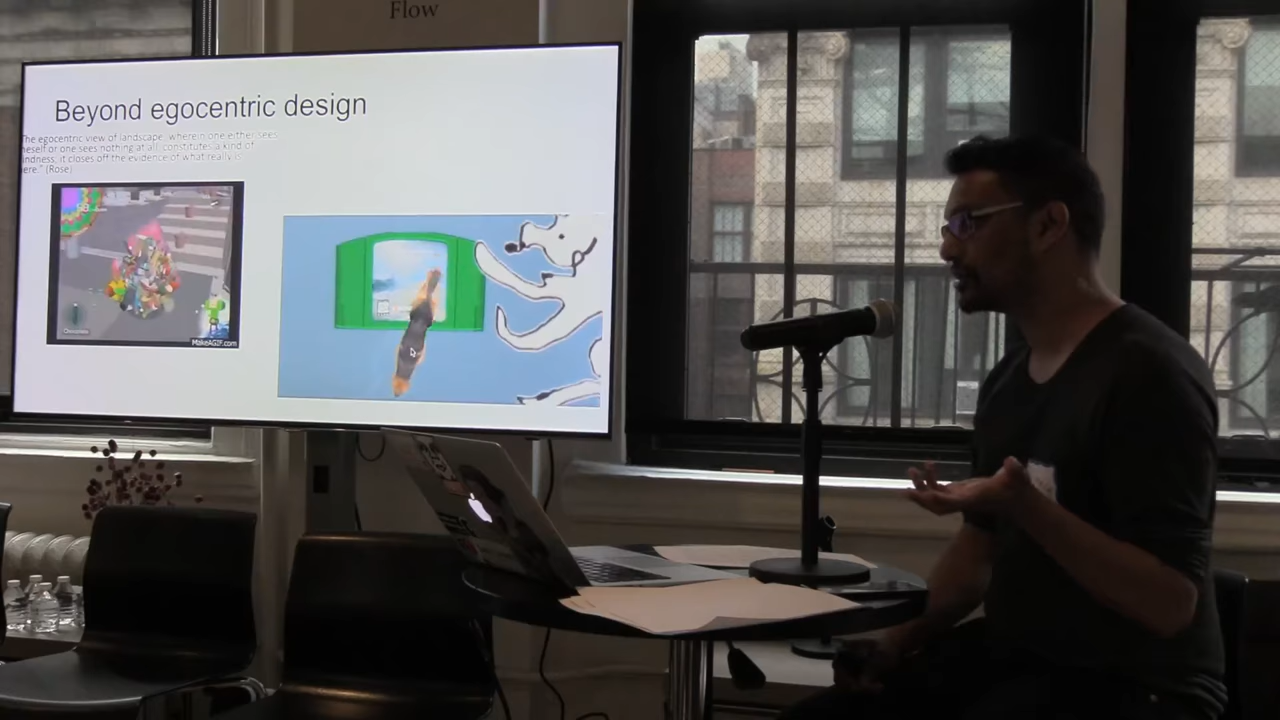 Flow
Beyond egocentric design
The egocentric view of landscape, wherein one either sees
neself or one sees nothing at all, constitutes a kind of
indness; it closes off the evidence of what really is
ere." (Rose)
MakeAGIF.com